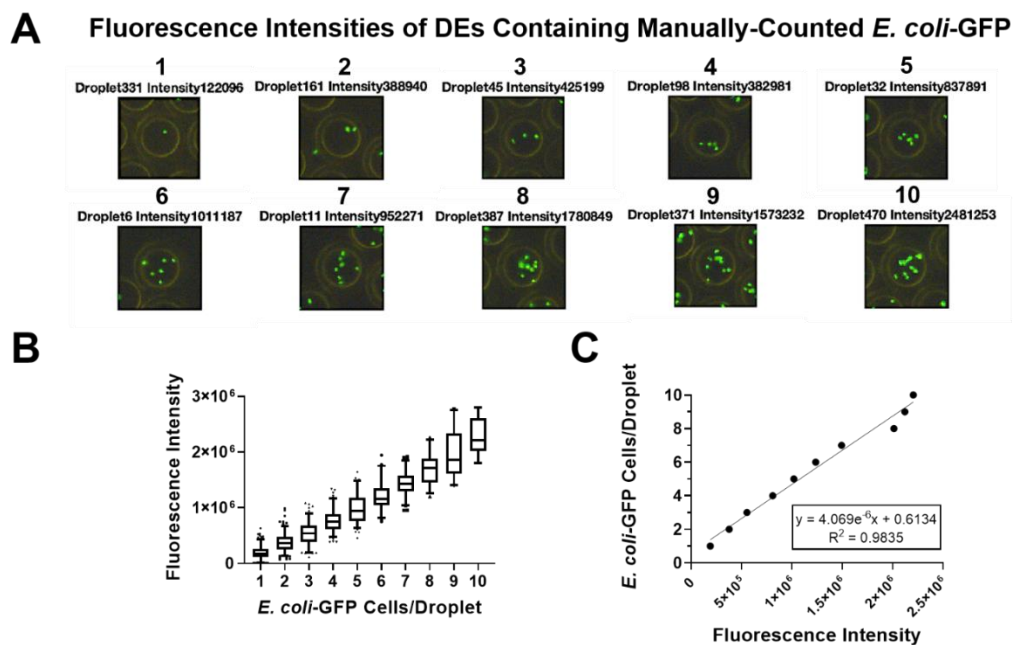 A
Fluorescence Intensities of DEs Containing Manually-Counted E. coli-GFP
1
2
3
4
5
Droplet331 Intensity122096
Droplet161 Intensity388940
Droplet45 Intensity425199
Droplet98 Intensity382981
Droplet32 Intensity837891
6
7
8
9
10
Droplet6 Intensity1011187
Droplet11 Intensity952271
Droplet387 Intensity1780849
Droplet371 Intensity1573232
Droplet470 Intensity2481253
B
Fluorescence Intensity
3×10⁶
2×10⁶
1×10⁶
0
1 2 3 4 5 6 7 8 9 10
E. coli-GFP Cells/Droplet
C
E. coli-GFP Cells/Droplet
10
8
6
4
2
0
y = 4.069e⁻⁶x + 0.6134
R² = 0.9835
0
5×10⁵
1×10⁶
1.5×10⁶
2×10⁶
2.5×10⁶
Fluorescence Intensity